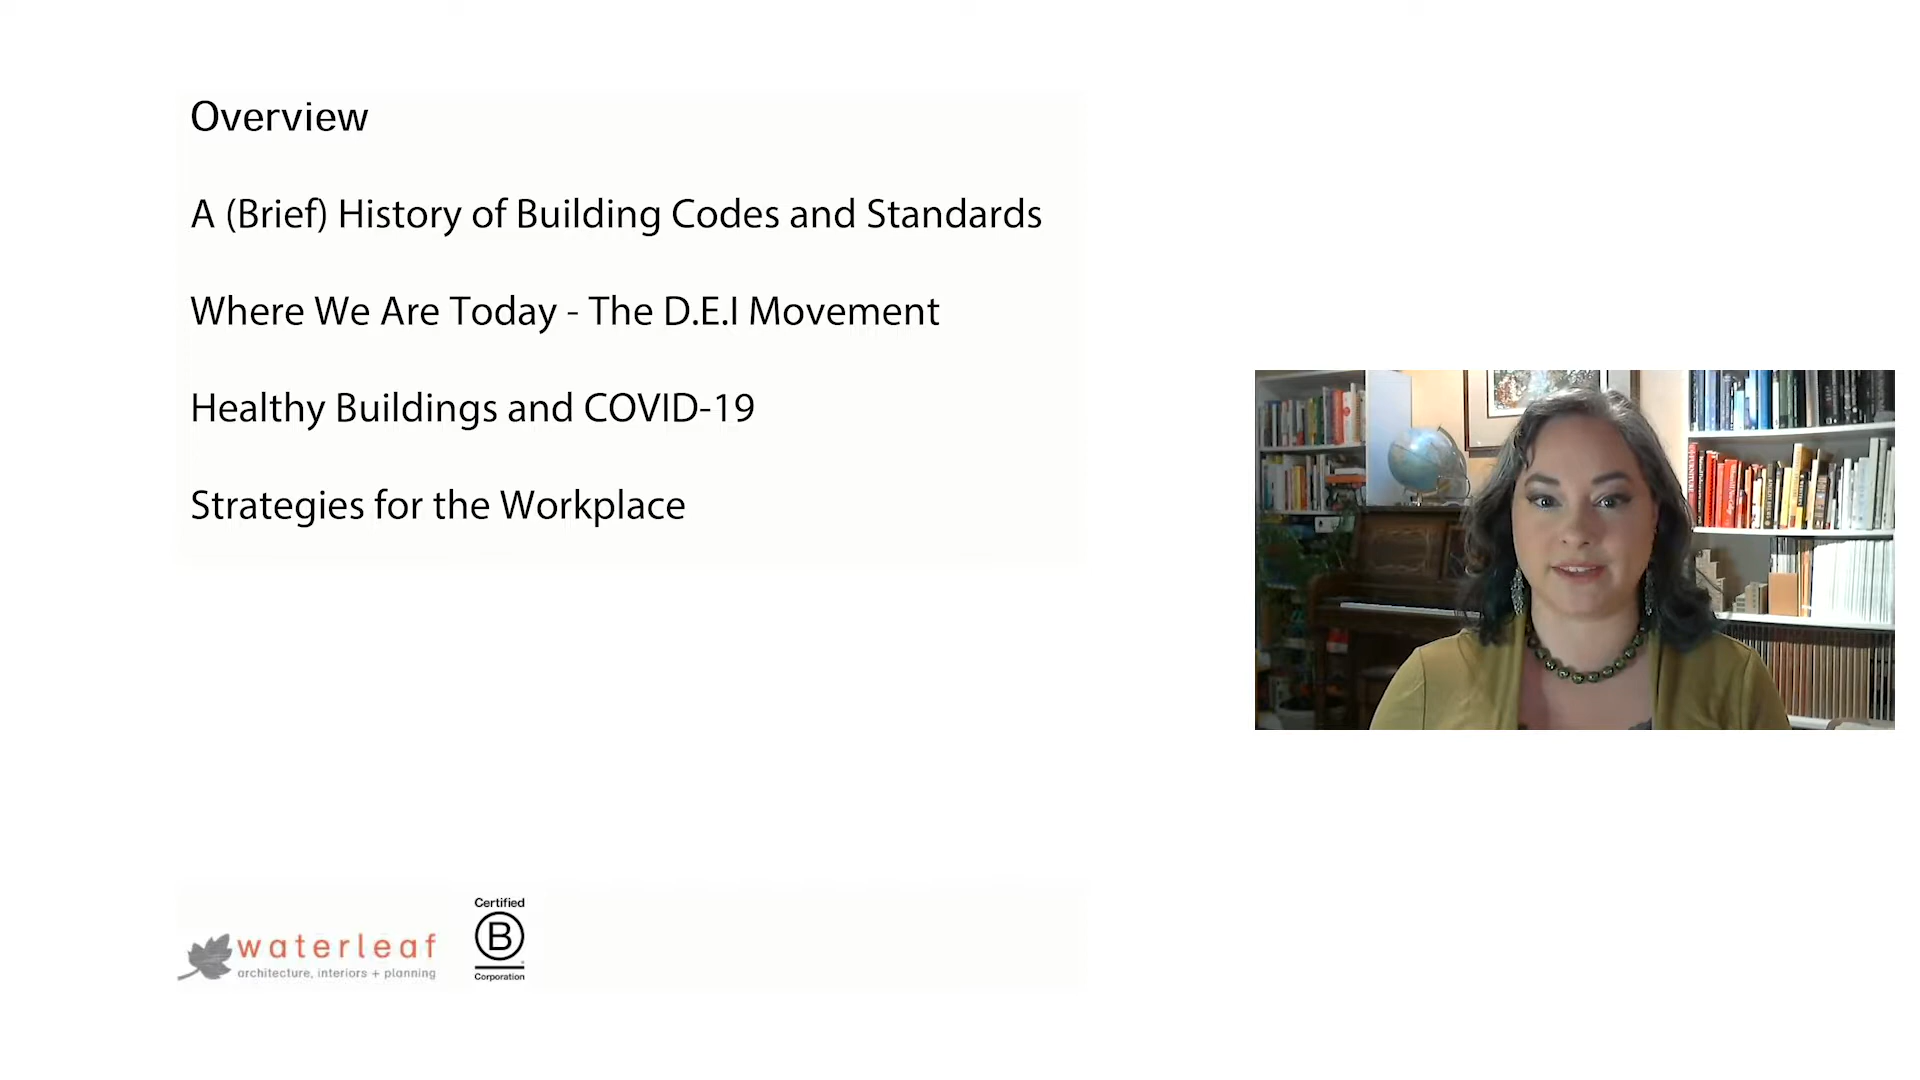 Overview
A (Brief) History of Building Codes and Standards
Where We Are Today - The D.E.I Movement
Healthy Buildings and COVID-19
Strategies for the Workplace
waterleaf
architecture, interiors + planning
Certified
B
Corporation